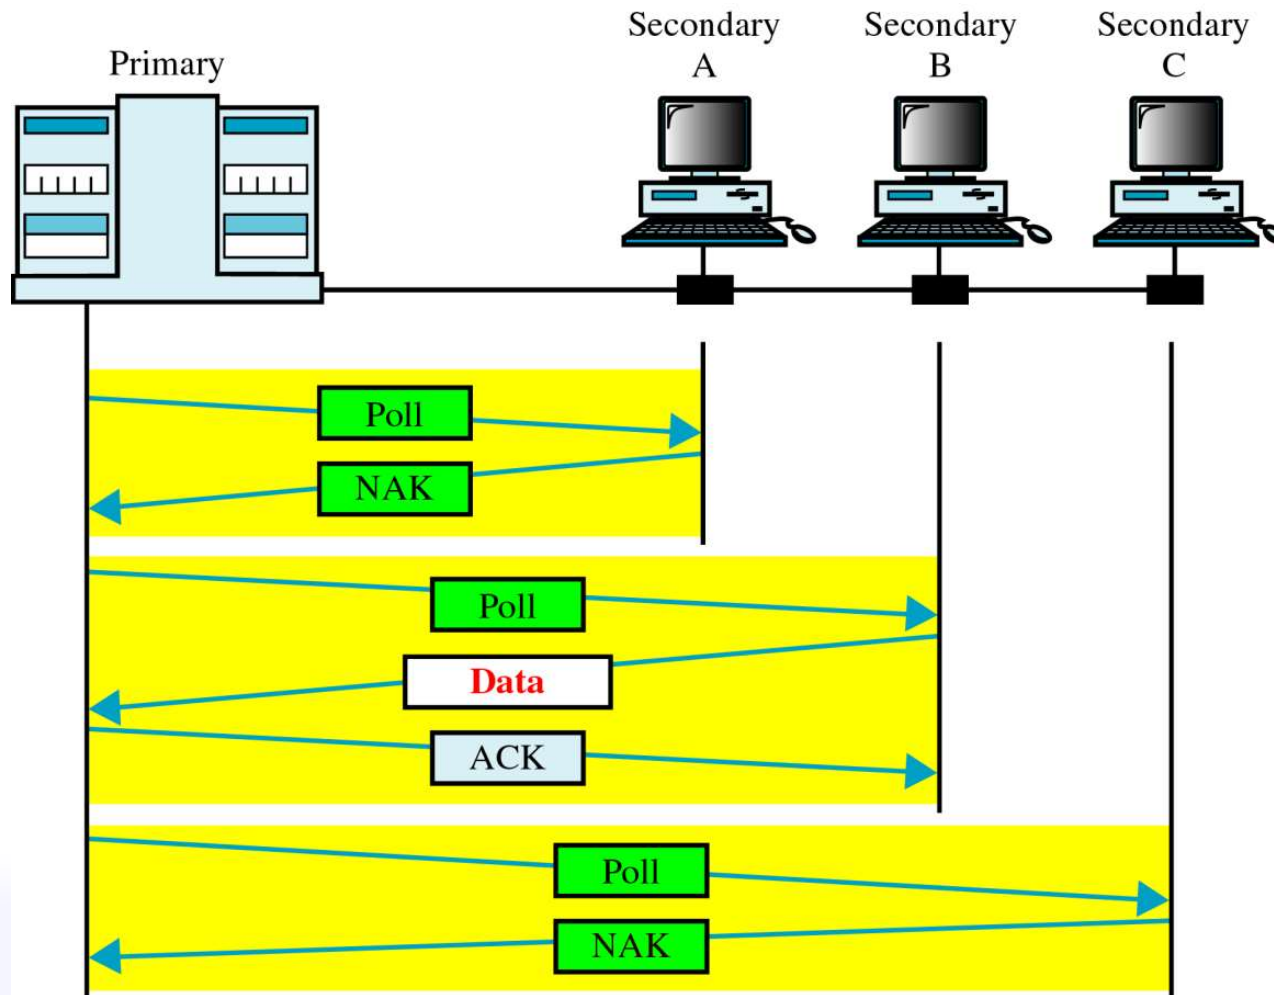 Primary
Secondary
A
Secondary
B
Secondary
C
Poll
NAK
Poll
Data
ACK
Poll
NAK